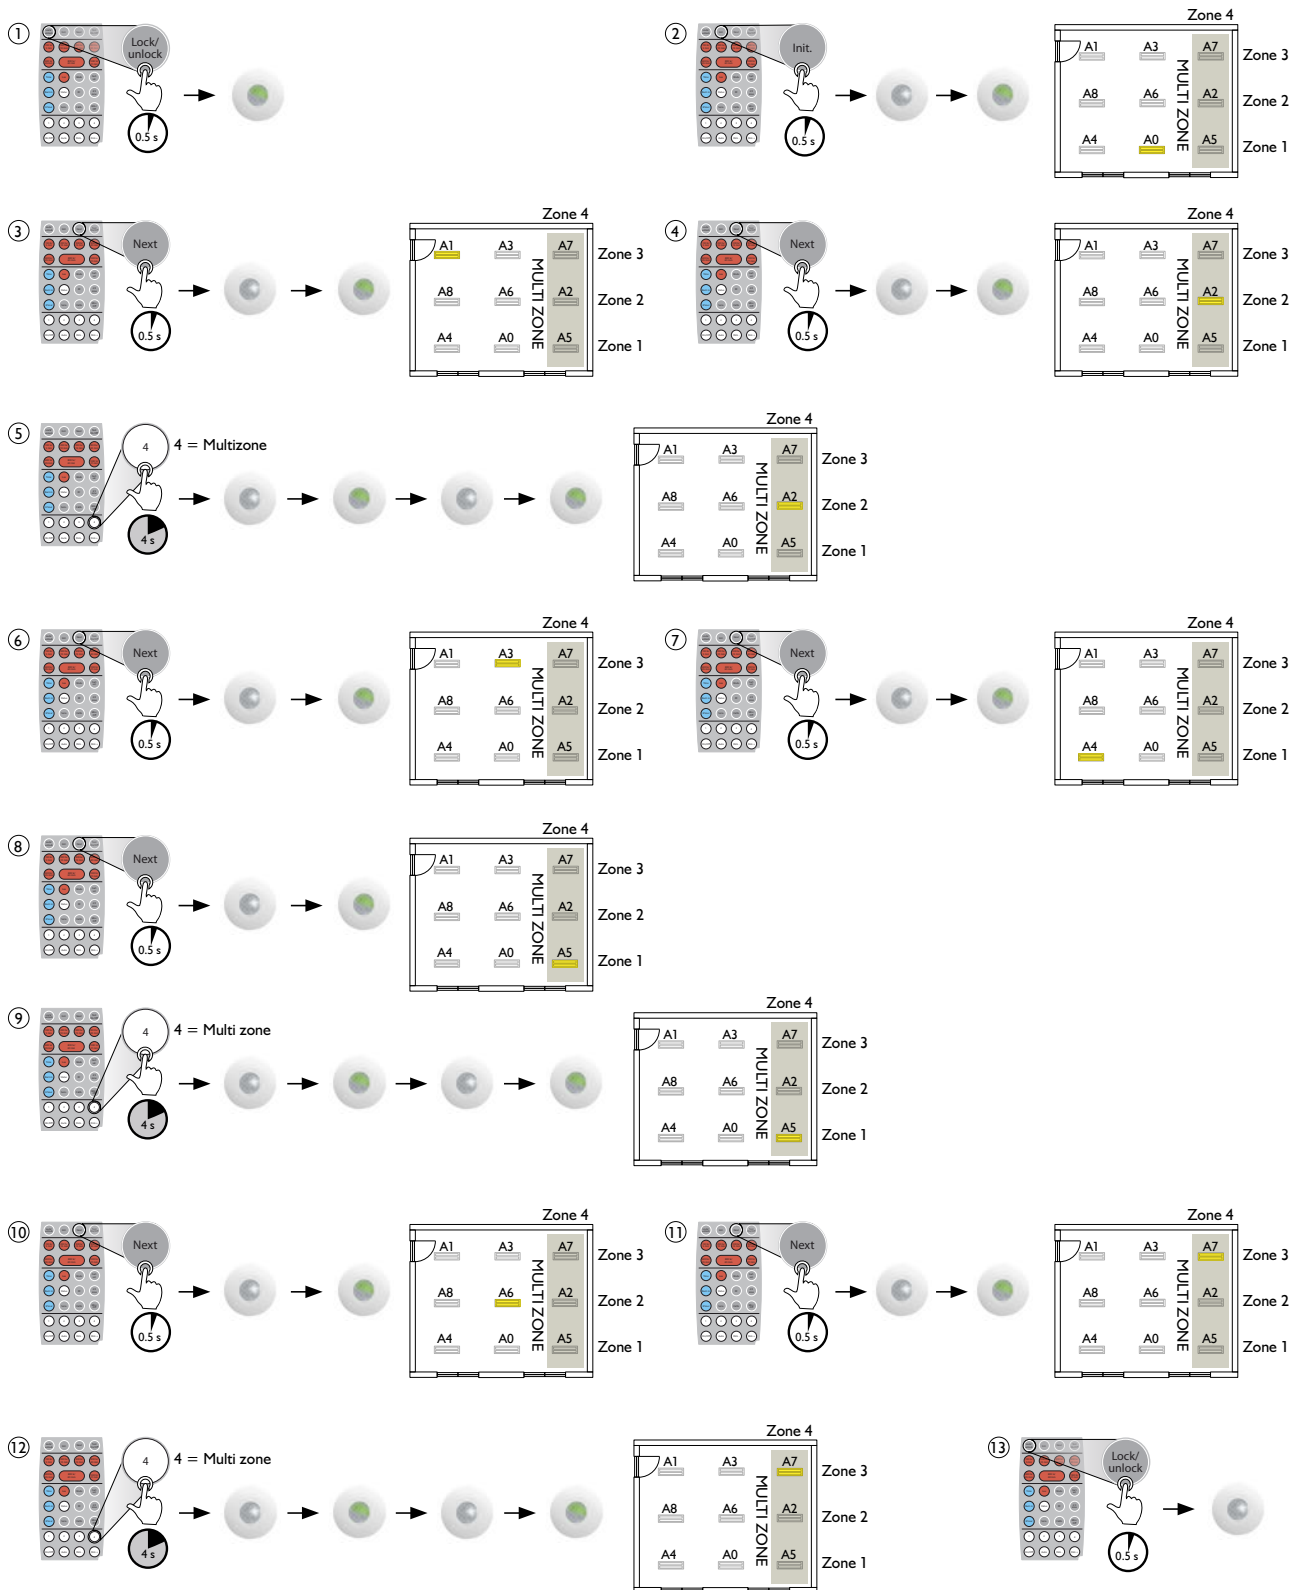 1
Lock/
unlock
0.5 s
2
Init.
0.5 s
Zone 4
A1 A3 A7 Zone 3
A8 A6 A2 Zone 2
A4 A0 A5 Zone 1
MULTI ZONE
3
Next
0.5 s
Zone 4
A1 A3 A7 Zone 3
A8 A6 A2 Zone 2
A4 A0 A5 Zone 1
MULTI ZONE
4
Next
0.5 s
Zone 4
A1 A3 A7 Zone 3
A8 A6 A2 Zone 2
A4 A0 A5 Zone 1
MULTI ZONE
5
4
4 = Multizone
4 s
Zone 4
A1 A3 A7 Zone 3
A8 A6 A2 Zone 2
A4 A0 A5 Zone 1
MULTI ZONE
6
Next
0.5 s
Zone 4
A1 A3 A7 Zone 3
A8 A6 A2 Zone 2
A4 A0 A5 Zone 1
MULTI ZONE
7
Next
0.5 s
Zone 4
A1 A3 A7 Zone 3
A8 A6 A2 Zone 2
A4 A0 A5 Zone 1
MULTI ZONE
8
Next
0.5 s
Zone 4
A1 A3 A7 Zone 3
A8 A6 A2 Zone 2
A4 A0 A5 Zone 1
MULTI ZONE
9
4
4 = Multi zone
4 s
Zone 4
A1 A3 A7 Zone 3
A8 A6 A2 Zone 2
A4 A0 A5 Zone 1
MULTI ZONE
10
Next
0.5 s
Zone 4
A1 A3 A7 Zone 3
A8 A6 A2 Zone 2
A4 A0 A5 Zone 1
MULTI ZONE
11
Next
0.5 s
Zone 4
A1 A3 A7 Zone 3
A8 A6 A2 Zone 2
A4 A0 A5 Zone 1
MULTI ZONE
12
4
4 = Multi zone
4 s
Zone 4
A1 A3 A7 Zone 3
A8 A6 A2 Zone 2
A4 A0 A5 Zone 1
MULTI ZONE
13
Lock/
unlock
0.5 s